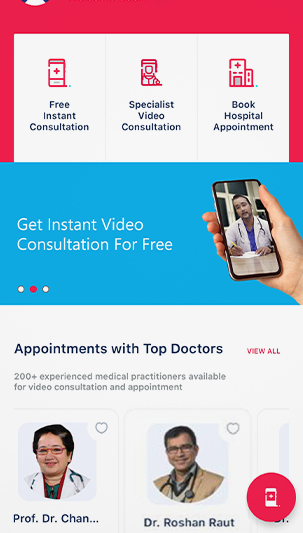 Free
Instant
Consultation
Specialist
Video
Consultation
Book
Hospital
Appointment
Get Instant Video
Consultation For Free
Appointments with Top Doctors
VIEW ALL
200+ experienced medical practitioners available
for video consultation and appointment
Prof. Dr. Chan...
Dr. Roshan Raut